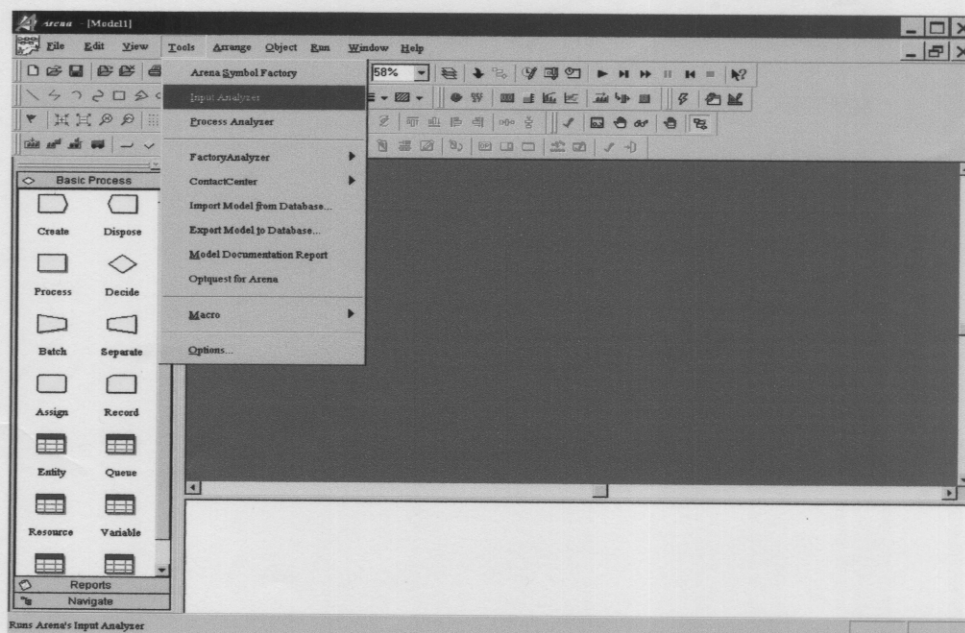 Arena - [Model1]
File Edit View Tools Arrange Object Run Window Help
58%
Arena Symbol Factory
Input Analyzer
Process Analyzer
FactoryAnalyzer
ContactCenter
Import Model from Database...
Export Model to Database...
Model Documentation Report
Optquest for Arena
Macro
Options...
Basic Process
Create Dispose
Process Decide
Batch Separate
Assign Record
Entity Queue
Resource Variable
Reports
Navigate
Runs Arena's Input Analyzer